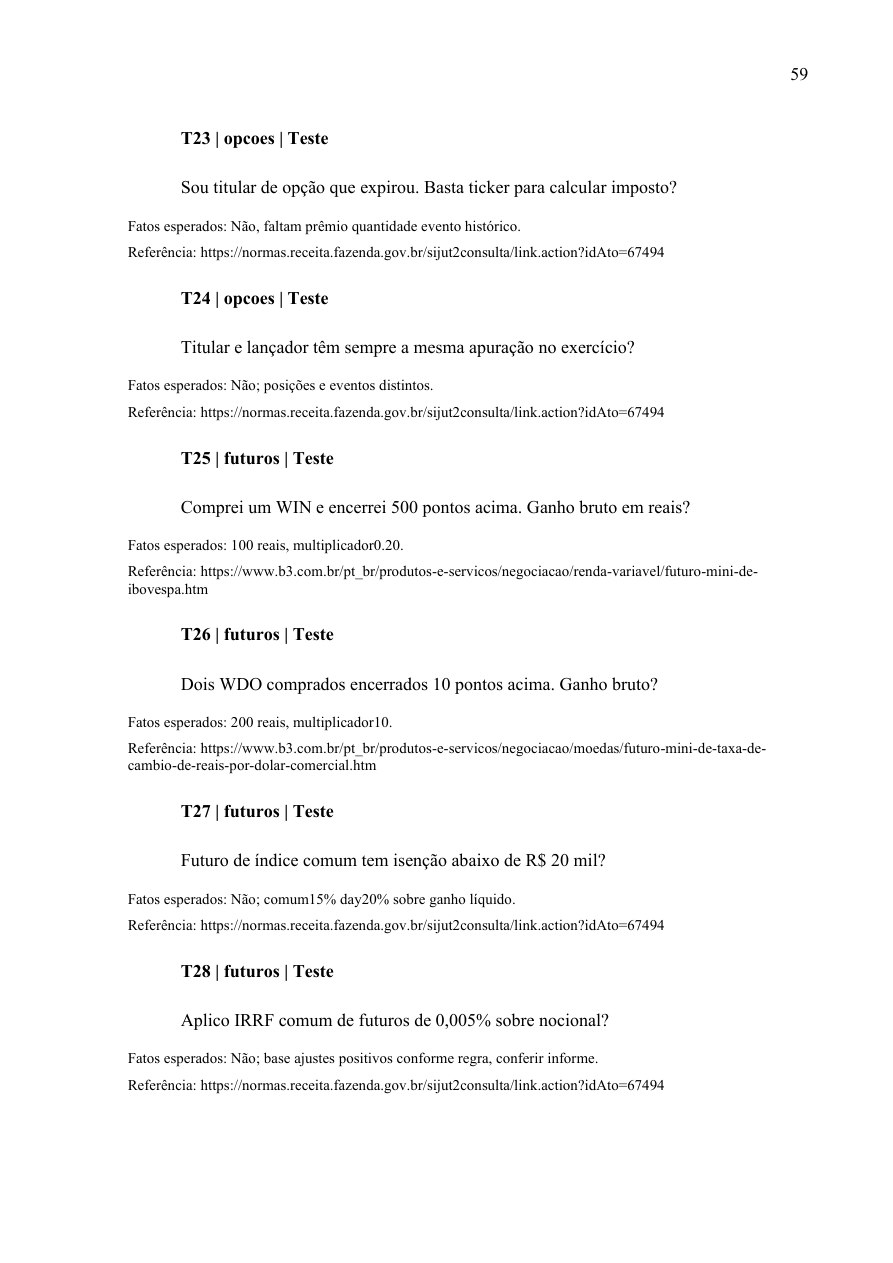 59
T23 | opcoes | Teste
Sou titular de opção que expirou. Basta ticker para calcular imposto?
Fatos esperados: Não, faltam prêmio quantidade evento histórico.
Referência: https://normas.receita.fazenda.gov.br/sijut2consulta/link.action?idAto=67494
T24 | opcoes | Teste
Titular e lançador têm sempre a mesma apuração no exercício?
Fatos esperados: Não; posições e eventos distintos.
Referência: https://normas.receita.fazenda.gov.br/sijut2consulta/link.action?idAto=67494
T25 | futuros | Teste
Comprei um WIN e encerrei 500 pontos acima. Ganho bruto em reais?
Fatos esperados: 100 reais, multiplicador0.20.
Referência: https://www.b3.com.br/pt_br/produtos-e-servicos/negociacao/renda-variavel/futuro-mini-de-
ibovespa.htm
T26 | futuros | Teste
Dois WDO comprados encerrados 10 pontos acima. Ganho bruto?
Fatos esperados: 200 reais, multiplicador10.
Referência: https://www.b3.com.br/pt_br/produtos-e-servicos/negociacao/moedas/futuro-mini-de-taxa-de-
cambio-de-reais-por-dolar-comercial.htm
T27 | futuros | Teste
Futuro de índice comum tem isenção abaixo de R$ 20 mil?
Fatos esperados: Não; comum15% day20% sobre ganho líquido.
Referência: https://normas.receita.fazenda.gov.br/sijut2consulta/link.action?idAto=67494
T28 | futuros | Teste
Aplico IRRF comum de futuros de 0,005% sobre nocional?
Fatos esperados: Não; base ajustes positivos conforme regra, conferir informe.
Referência: https://normas.receita.fazenda.gov.br/sijut2consulta/link.action?idAto=67494